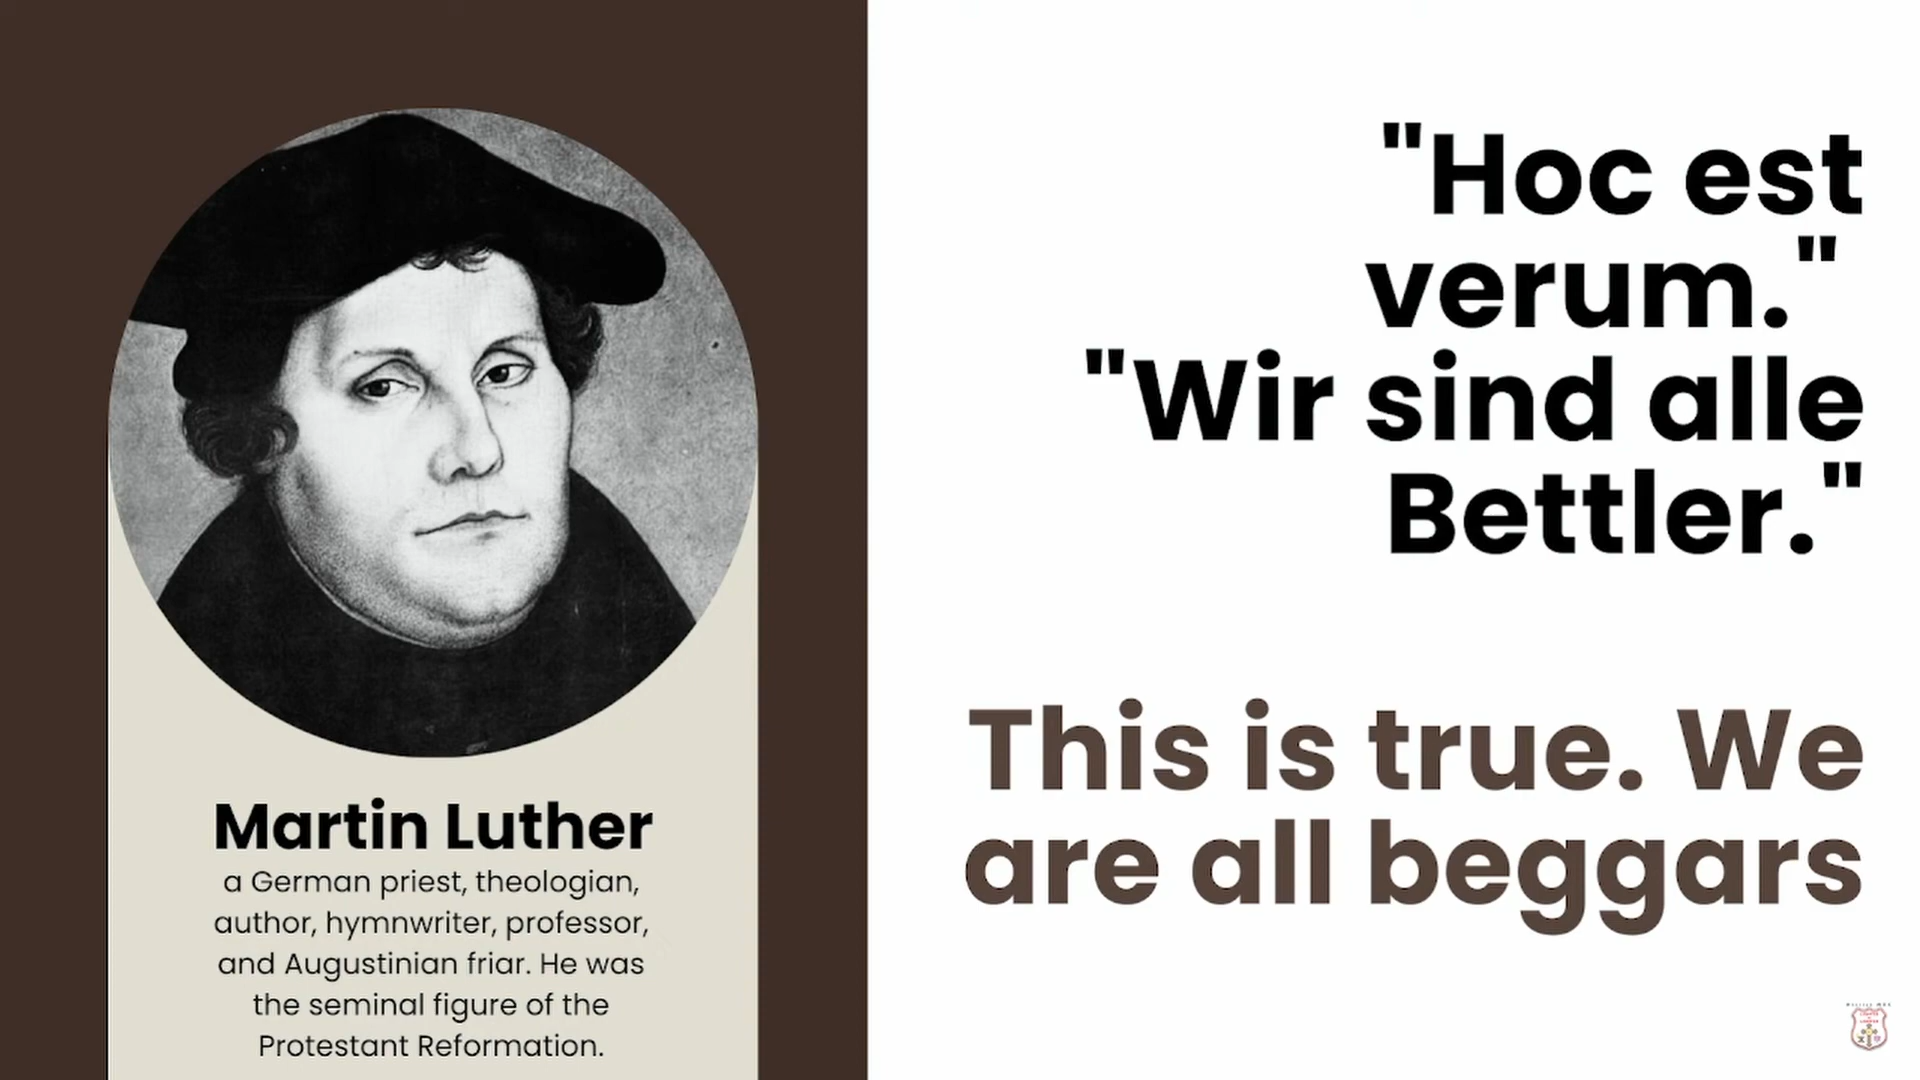 Martin Luther
a German priest, theologian,
author, hymnwriter, professor,
and Augustinian friar. He was
the seminal figure of the
Protestant Reformation.
"Hoc est
verum."
"Wir sind alle
Bettler."
This is true. We
are all beggars